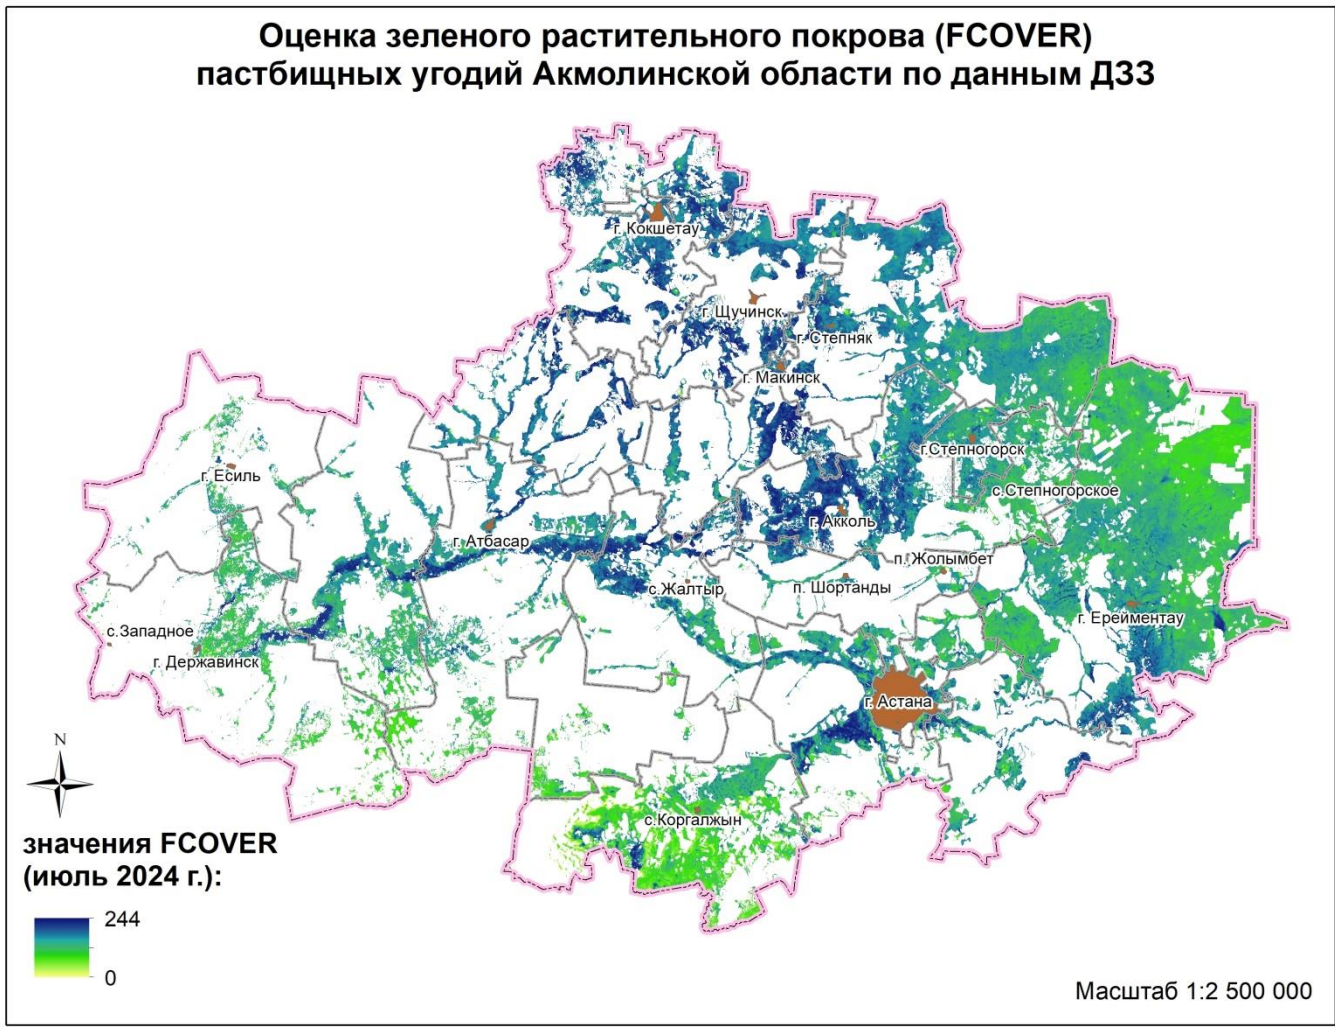 Оценка зеленого растительного покрова (FCOVER)
пастбищных угодий Акмолинской области по данным ДЗЗ
г. Кокшетау
г. Щучинск
г. Степняк
г. Макинск
г.Степногорск
г. Есиль
с.Степногорское
г. Акколь
г. Атбасар
п. Жолымбет
с.Жалтыр
п. Шортанды
г. Ерейментау
с.Западное
г. Державинск
г. Астана
N
с.Коргалжын
значения FCOVER
(июль 2024 г.):
244
0
Масштаб 1:2 500 000